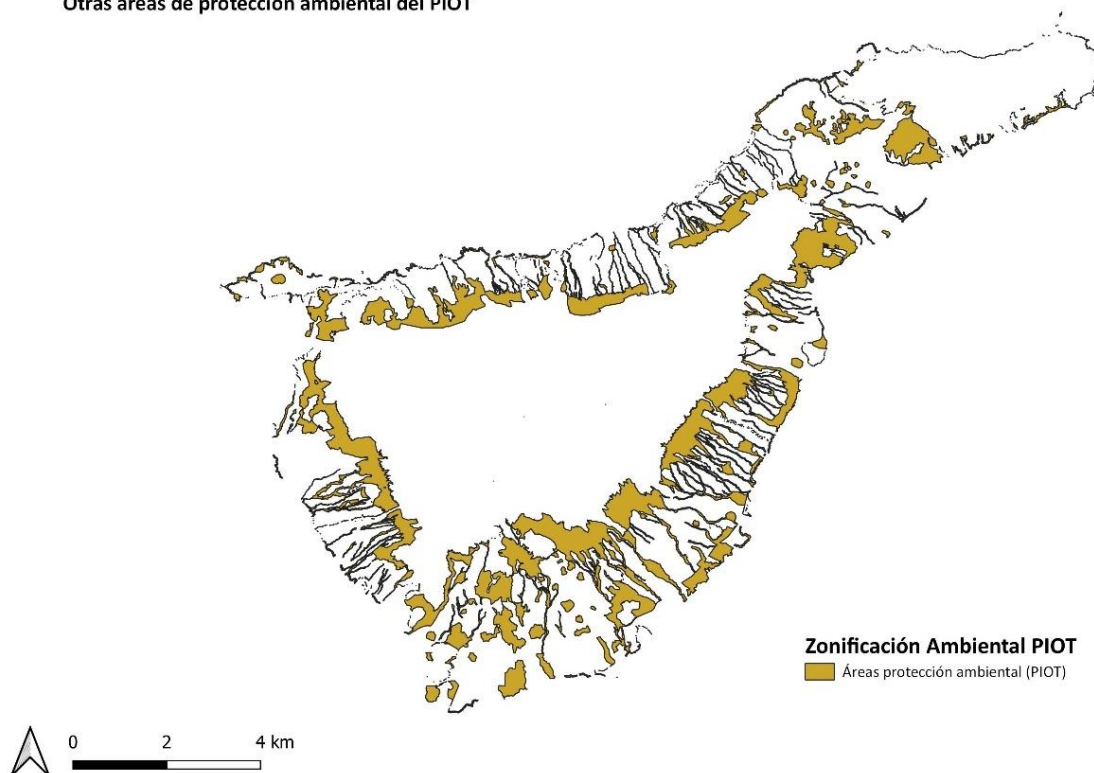 Otras áreas de protección ambiental del PIOT
Zonificación Ambiental PIOT
Áreas protección ambiental (PIOT)
0 2 4 km